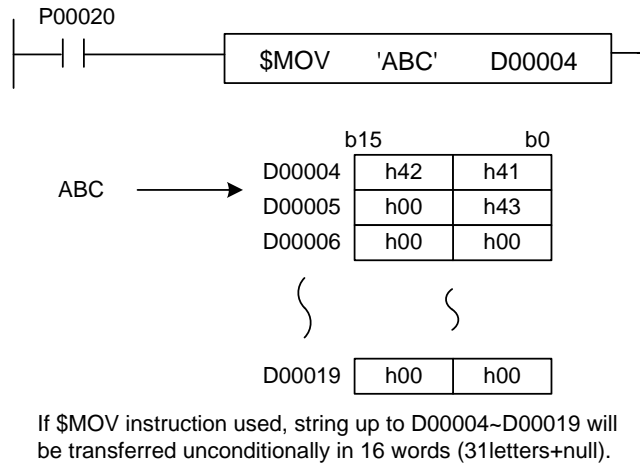 P00020
$MOV 'ABC' D00004
b15 b0
D00004 h42 h41
ABC
D00005 h00 h43
D00006 h00 h00
D00019 h00 h00
If $MOV instruction used, string up to D00004~D00019 will
be transferred unconditionally in 16 words (31letters+null).